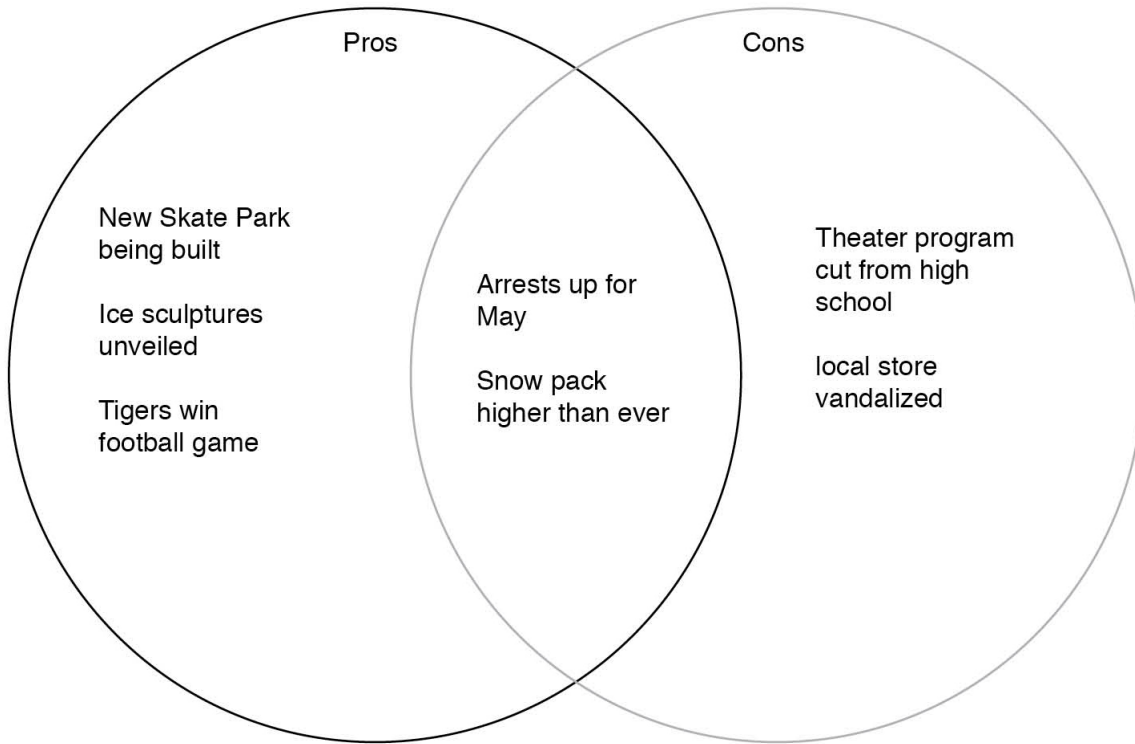 Pros
Cons
New Skate Park
being built
Ice sculptures
unveiled
Tigers win
football game
Arrests up for
May
Snow pack
higher than ever
Theater program
cut from high
school
local store
vandalized